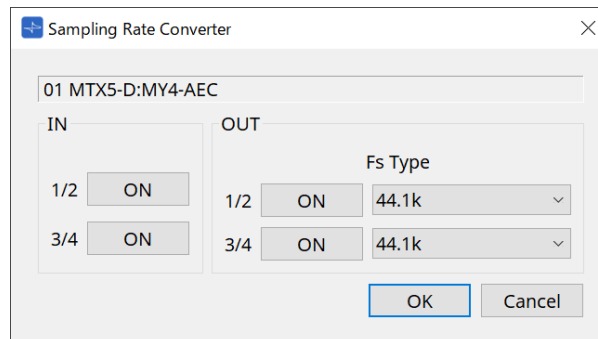 Sampling Rate Converter
01 MTX5-D:MY4-AEC
IN
OUT
Fs Type
1/2 ON
1/2 ON 44.1k
3/4 ON
3/4 ON 44.1k
OK Cancel